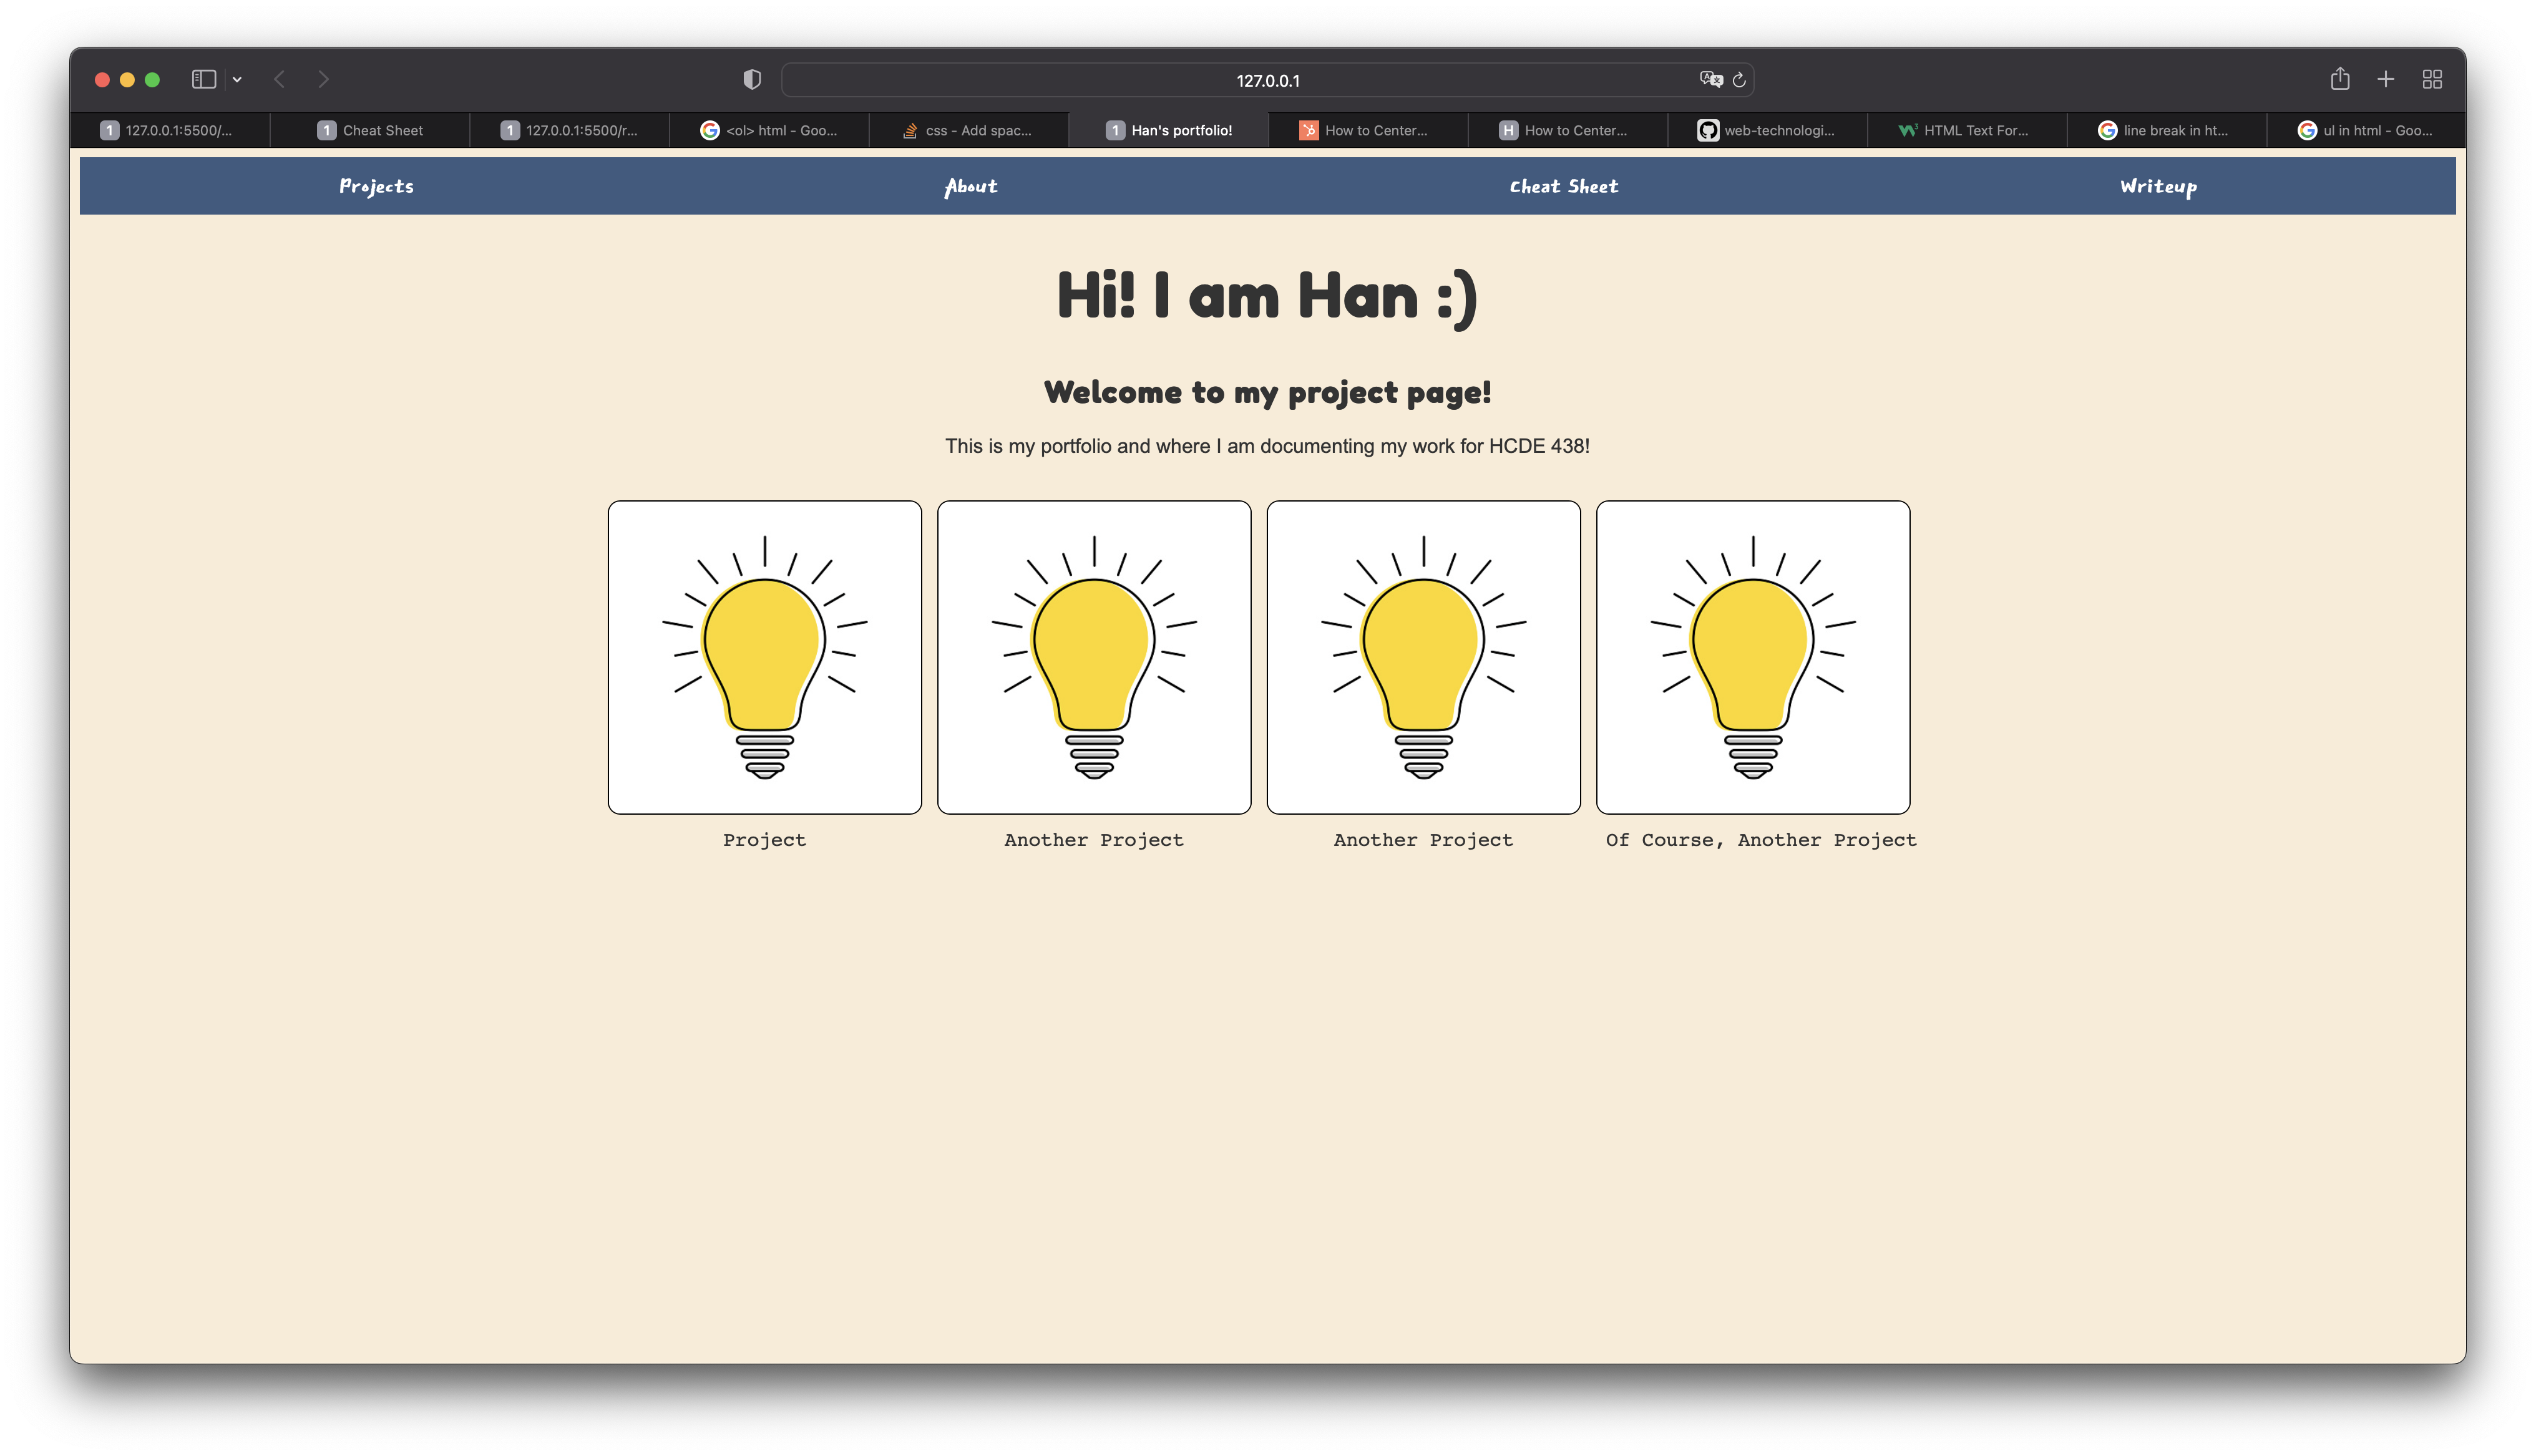 127.0.0.1
1 127.0.0.1:5500/...
1 Cheat Sheet
1 127.0.0.1:5500/r...
<ol> html - Goo...
css - Add spac...
1 Han's portfolio!
How to Center...
H How to Center...
web-technologi...
HTML Text For...
line break in ht...
ul in html - Goo...
Projects
About
Cheat Sheet
Writeup
Hi! I am Han :)
Welcome to my project page!
This is my portfolio and where I am documenting my work for HCDE 438!
Project
Another Project
Another Project
Of Course, Another Project